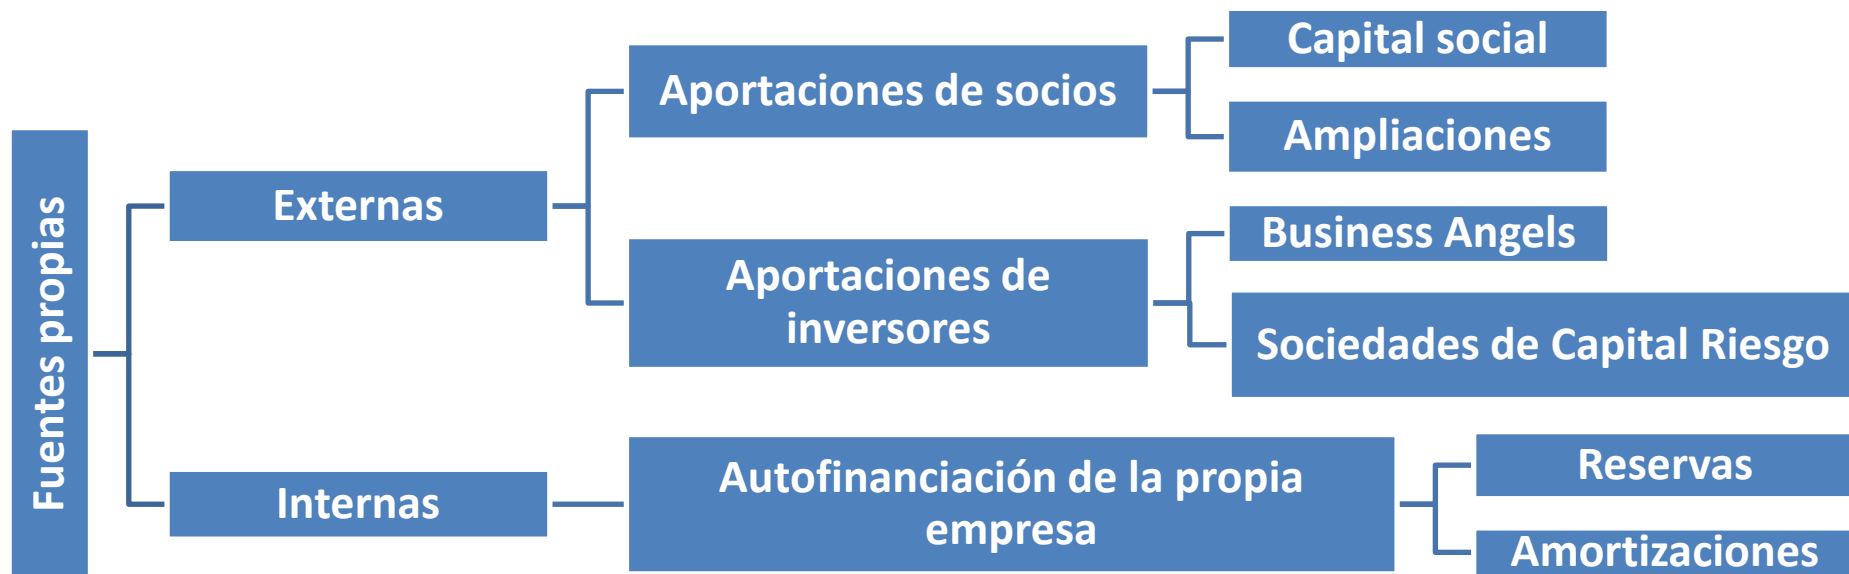 Fuentes propias
Externas
Aportaciones de socios
Capital social
Ampliaciones
Aportaciones de
inversores
Business Angels
Sociedades de Capital Riesgo
Internas
Autofinanciación de la propia
empresa
Reservas
Amortizaciones